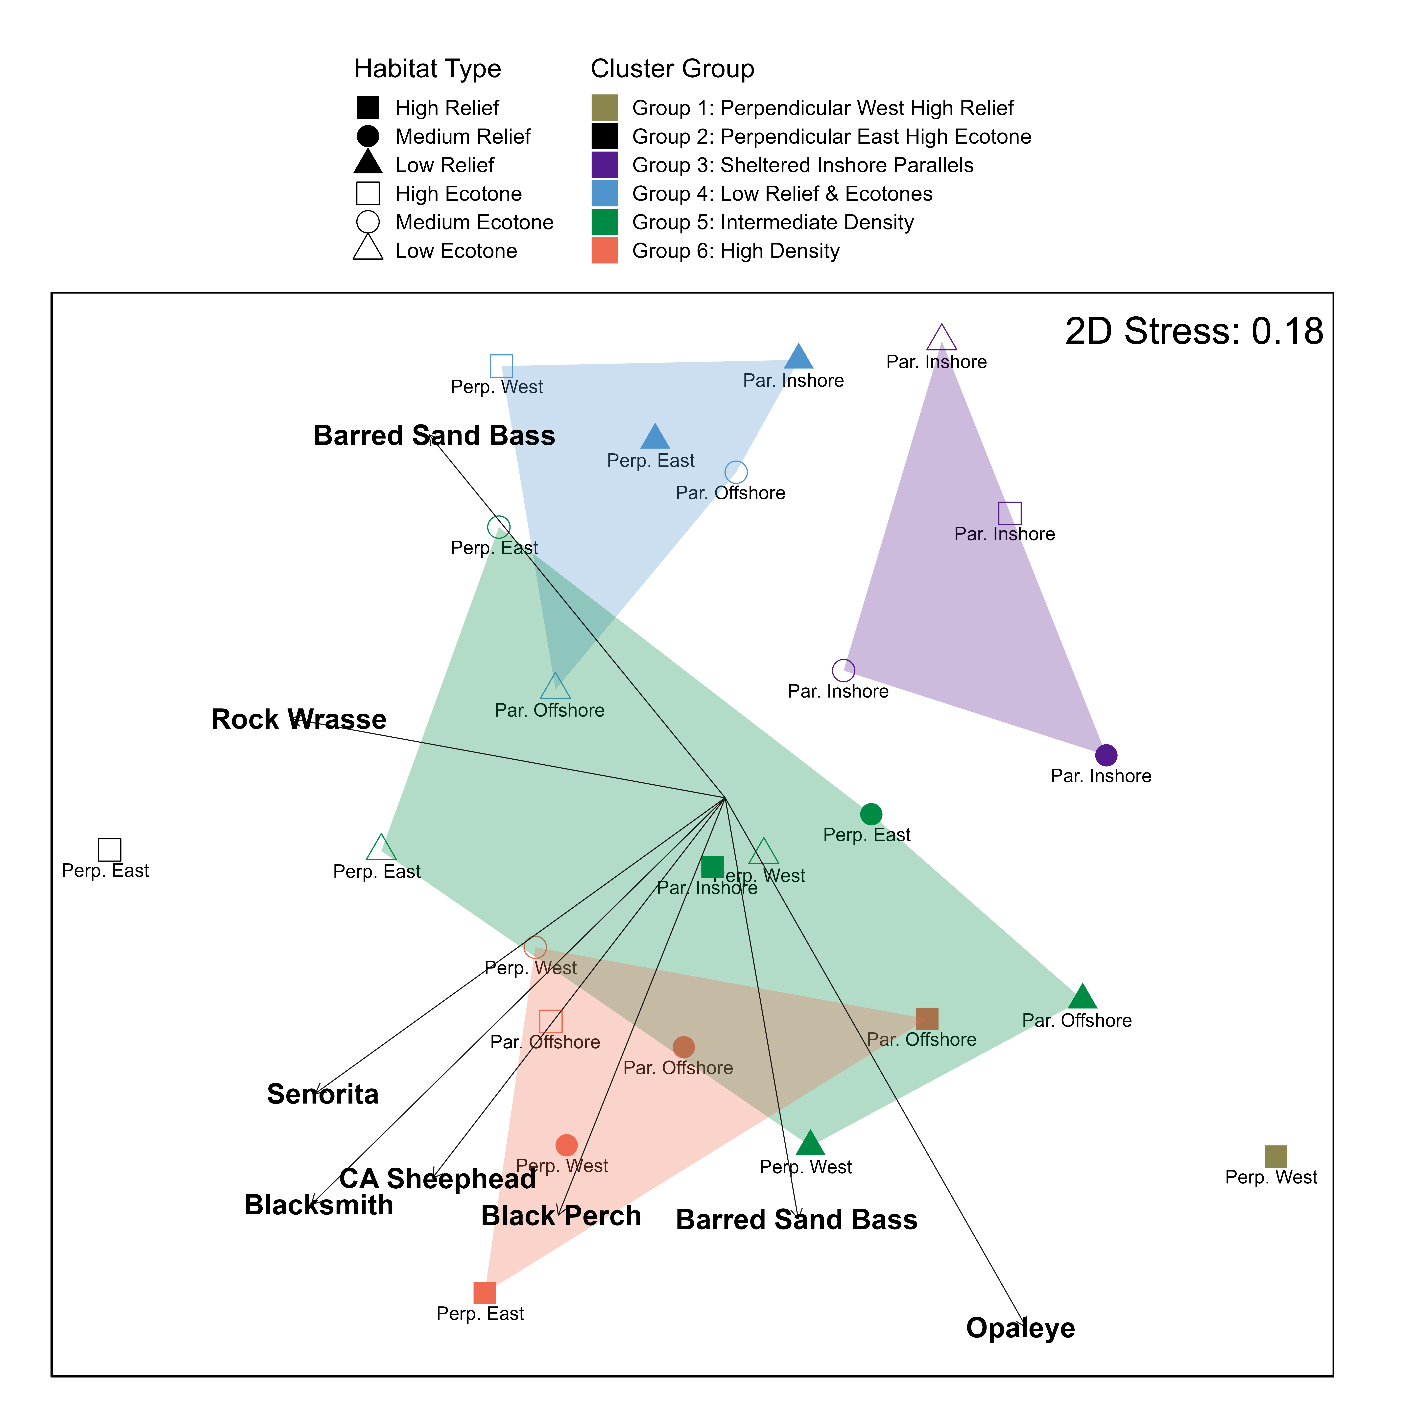 Habitat Type
High Relief
Medium Relief
Low Relief
High Ecotone
Medium Ecotone
Low Ecotone
Cluster Group
Group 1: Perpendicular West High Relief
Group 2: Perpendicular East High Ecotone
Group 3: Sheltered Inshore Parallels
Group 4: Low Relief & Ecotones
Group 5: Intermediate Density
Group 6: High Density
2D Stress: 0.18
Par. Inshore
Par. Inshore
Perp. West
Barred Sand Bass
Perp. East
Par. Offshore
Par. Inshore
Perp. East
Par. Inshore
Par. Offshore
Rock Wrasse
Par. Inshore
Perp. East
Perp. East
Perp. East
Perp. West
Par. Inshore
Perp. West
Par. Offshore
Par. Offshore
Par. Offshore
Par. Offshore
Senorita
Perp. West
Perp. West
CA Sheephead
Perp. West
Blacksmith
Black Perch
Barred Sand Bass
Perp. East
Opaleye